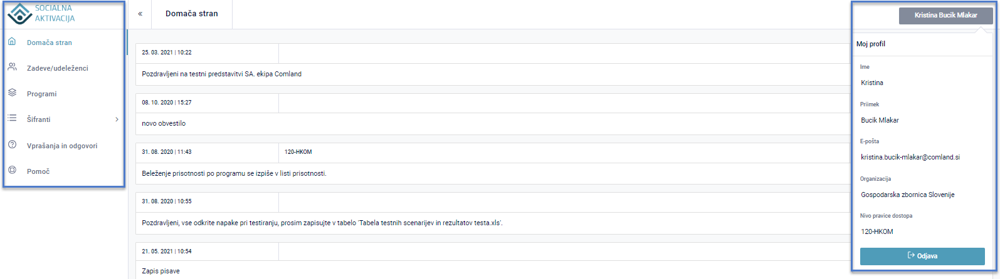 SOCIALNA
AKTIVACIJA
Domača stran
Zadeve/udeleženci
Programi
Šifranti
Vprašanja in odgovori
Pomoč
« Domača stran
25. 03. 2021 | 10:22
Pozdravljeni na testni predstavitvi SA. ekipa Comland
08. 10. 2020 | 15:27
novo obvestilo
31. 08. 2020 | 11:43 120-HKOM
Beleženje prisotnosti po programu se izpiše v listi prisotnosti.
31. 08. 2020 | 10:55
Pozdravljeni, vse odkrite napake pri testiranju, prosim zapisujte v tabelo 'Tabela testnih scenarijev in rezultatov testa.xls'.
21. 05. 2021 | 10:54
Zapis pisave
Kristina Bucik Mlakar
Moj profil
Ime
Kristina
Priimek
Bucik Mlakar
E-pošta
kristina.bucik-mlakar@comland.si
Organizacija
Gospodarska zbornica Slovenije
Nivo pravice dostopa
120-HKOM
Odjava